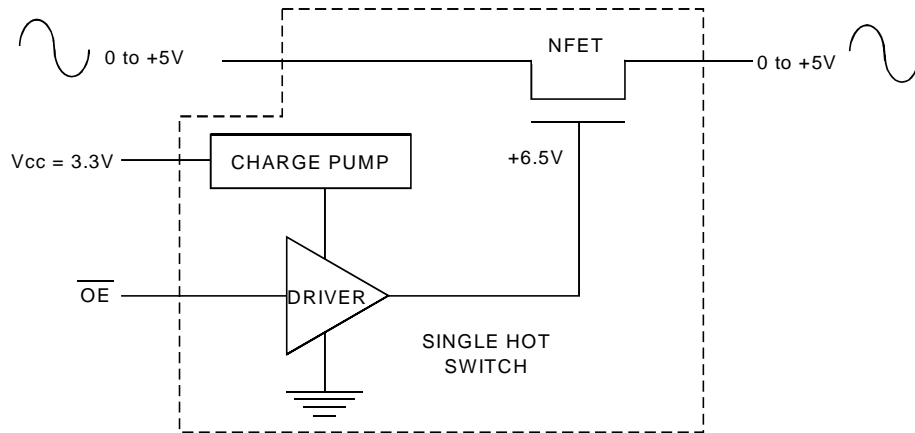 NFET
0 to +5V
0 to +5V
Vcc = 3.3V
CHARGE PUMP
+6.5V
OE
DRIVER
SINGLE HOT
SWITCH